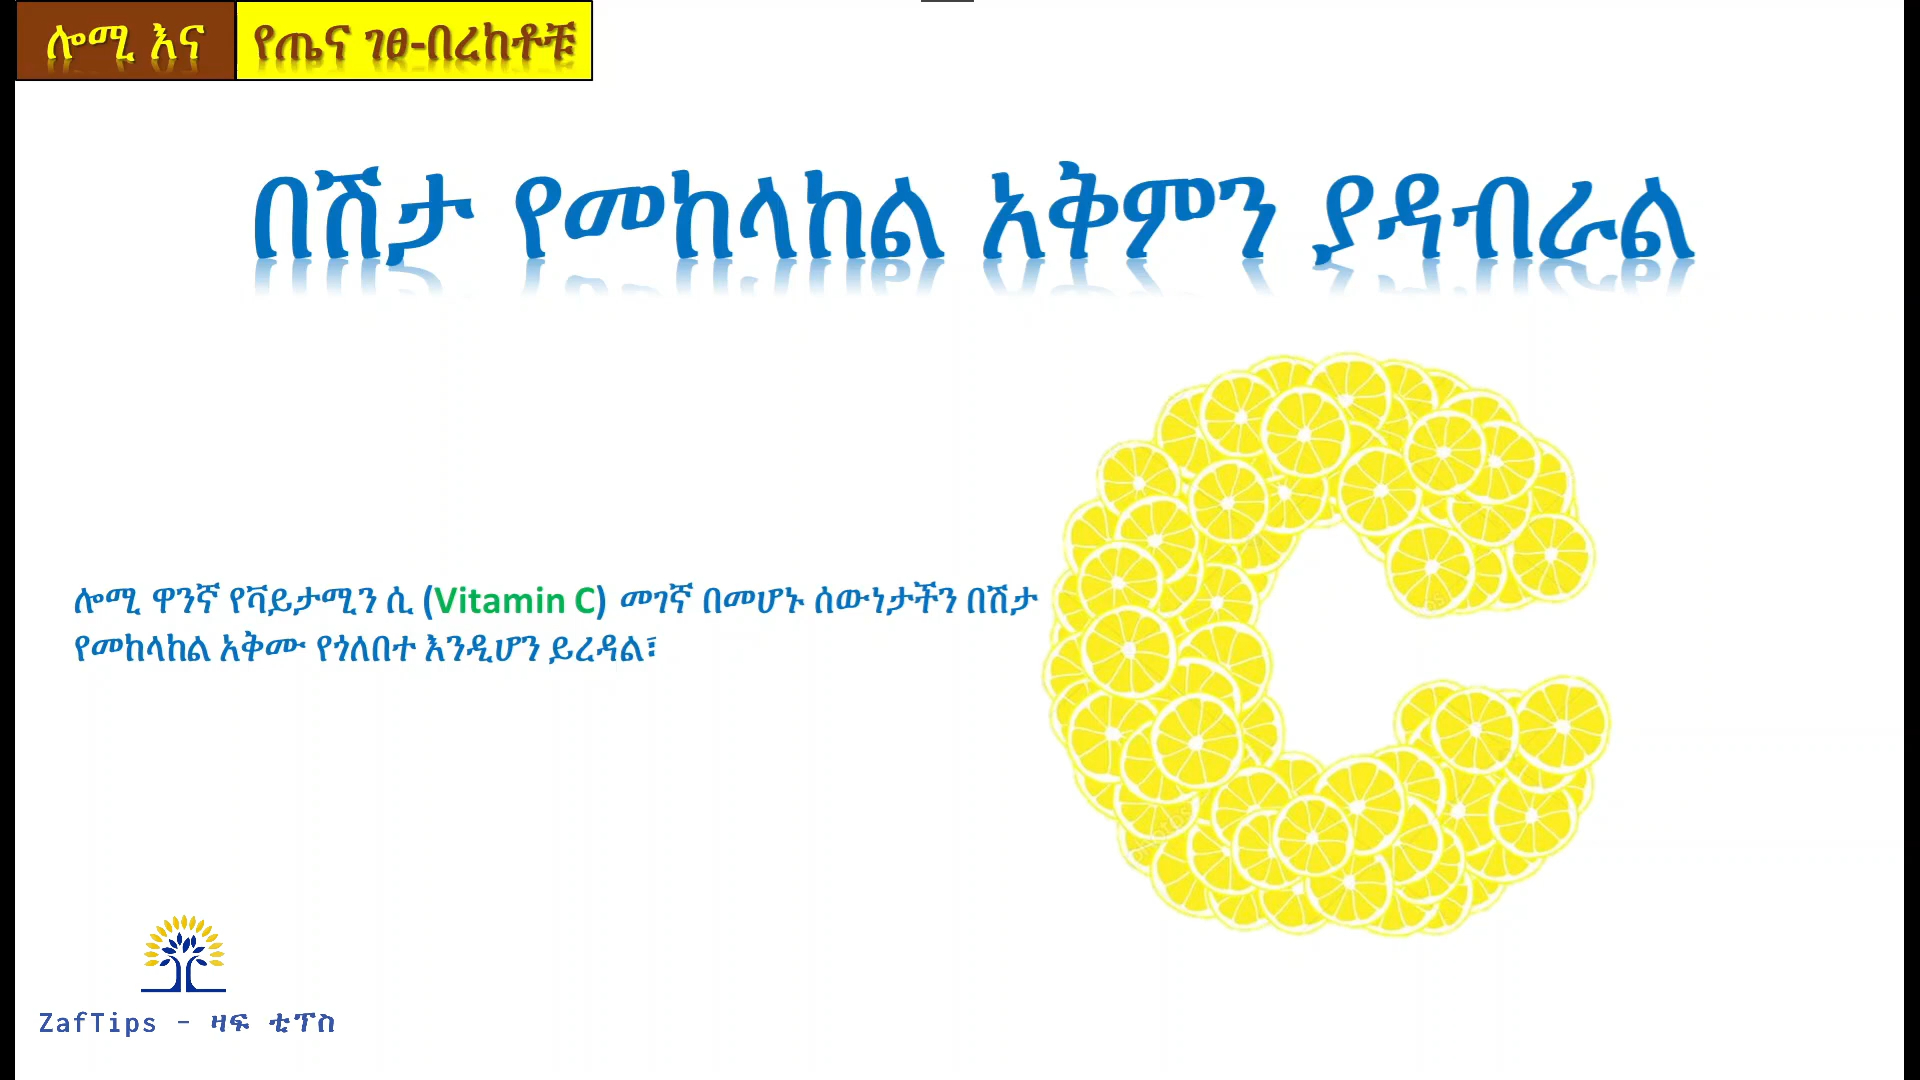 ሎሚ እና የጤና ገፀ-በረከቶቹ
በሽታ የመከላከል አቅምን ያዳብራል
ሎሚ ዋንኛ የቫይታሚን ሲ (Vitamin C) መገኛ በመሆኑ ሰውነታችን በሽታ
የመከላከል አቅሙ የጎለበተ እንዲሆን ይረዳል፣
ZafTips - ዛፍ ቲፕስ